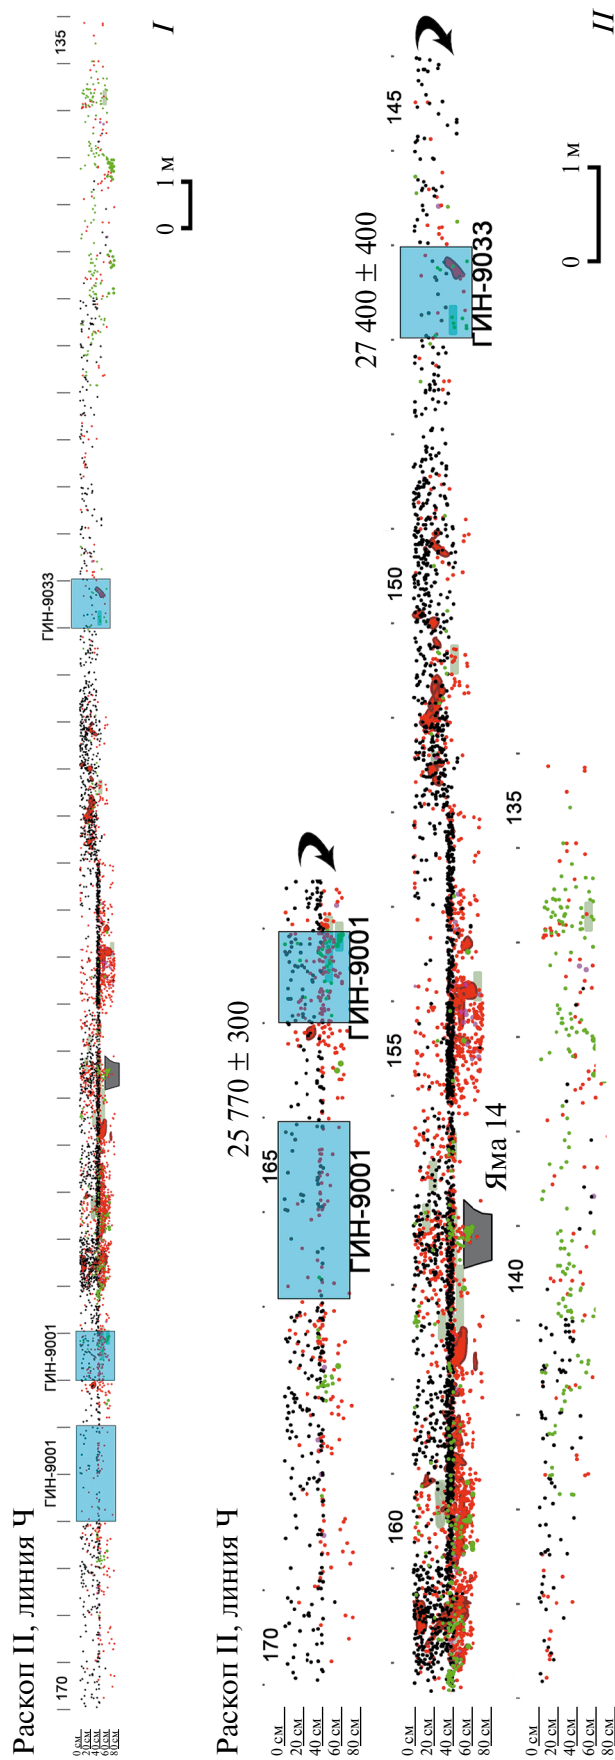 Раскоп II, линия Ч
I
0 см
20 см
40 см
60 см
80 см
170
ГИН-9001
ГИН-9001
ГИН-9033
135
0 1 м
Раскоп II, линия Ч
II
0 см
20 см
40 см
60 см
80 см
170
165
25 770 ± 300
ГИН-9001
ГИН-9001
0 см
20 см
40 см
60 см
80 см
160
155
150
145
27 400 ± 400
ГИН-9033
Яма 14
0 см
20 см
40 см
60 см
80 см
140
135
0 1 м